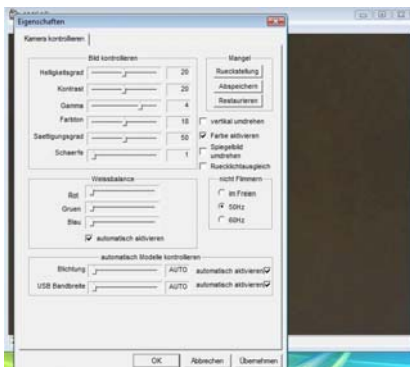 Eigenschaften
Kamera kontrollieren
Bild kontrollieren
Helligkeitsgrad 20
Kontrast 20
Gamma 4
Farbton 18
Saettigungsgrad 50
Schaerfe 1
Mangel
Rueckstellung
Abspeichern
Restaurieren
vertikal umdrehen
Farbe aktivieren
Spiegelbild
umdrehen
Ruecklichtausgleich
Weissbalance
Rot
Gruen
Blau
automatisch aktivieren
nicht Flimmern
im Freien
50Hz
60Hz
automatisch Modelle kontrollieren
Blichtung AUTO automatisch aktivieren
USB Bandbreite AUTO automatisch aktivieren
OK Abbrechen Übernehmen